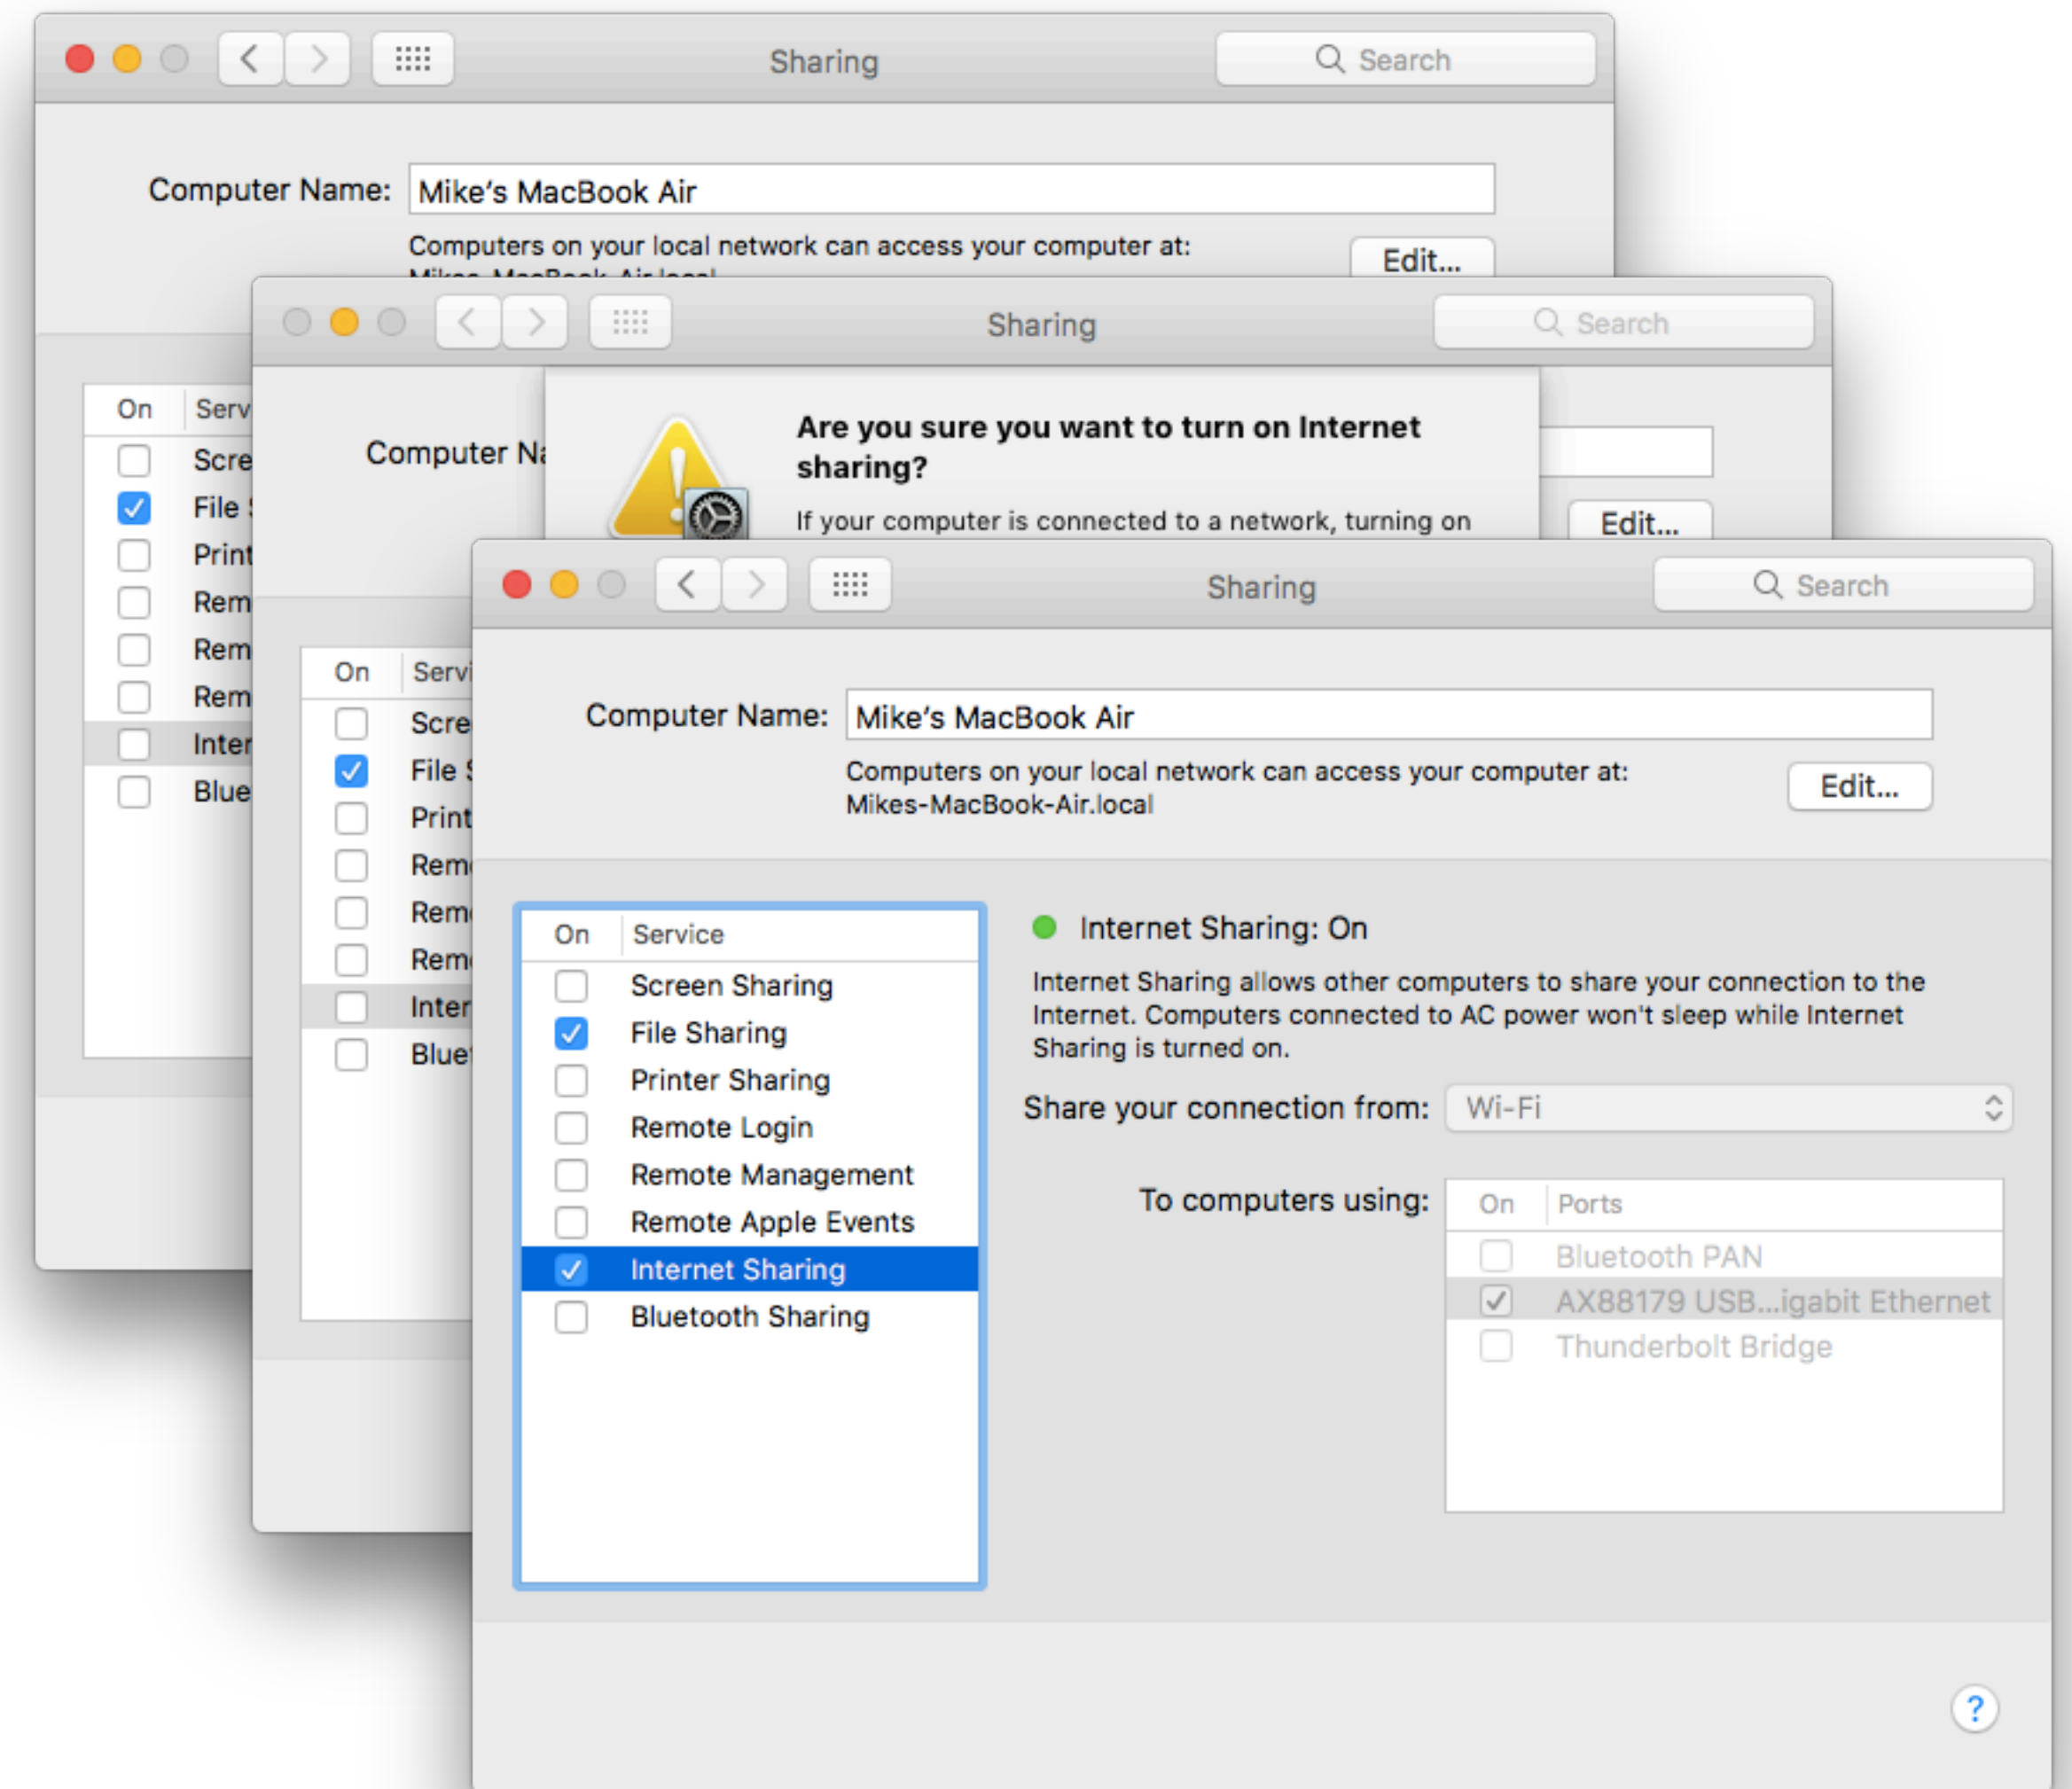 Sharing
Search
Computer Name: Mike's MacBook Air
Computers on your local network can access your computer at:
Edit...
On Serv
Scre
File
Print
Rem
Rem
Rem
Inter
Blue
Sharing
Search
Computer Na
Are you sure you want to turn on Internet
sharing?
If your computer is connected to a network, turning on
Edit...
On Servi
Scre
File
Print
Rem
Rem
Rem
Inter
Blue
Sharing
Search
Computer Name: Mike's MacBook Air
Computers on your local network can access your computer at:
Mikes-MacBook-Air.local
Edit...
On Service
Screen Sharing
File Sharing
Printer Sharing
Remote Login
Remote Management
Remote Apple Events
Internet Sharing
Bluetooth Sharing
Internet Sharing: On
Internet Sharing allows other computers to share your connection to the
Internet. Computers connected to AC power won't sleep while Internet
Sharing is turned on.
Share your connection from: Wi-Fi
To computers using:
On Ports
Bluetooth PAN
AX88179 USB...igabit Ethernet
Thunderbolt Bridge
?